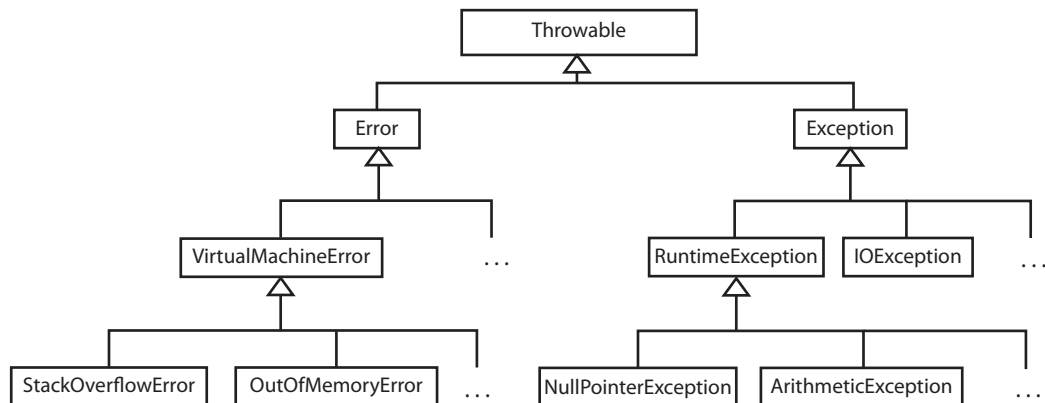 Throwable
Error
Exception
VirtualMachineError
...
RuntimeException
IOException
...
StackOverflowError
OutOfMemoryError
...
NullPointerException
ArithmeticException
...